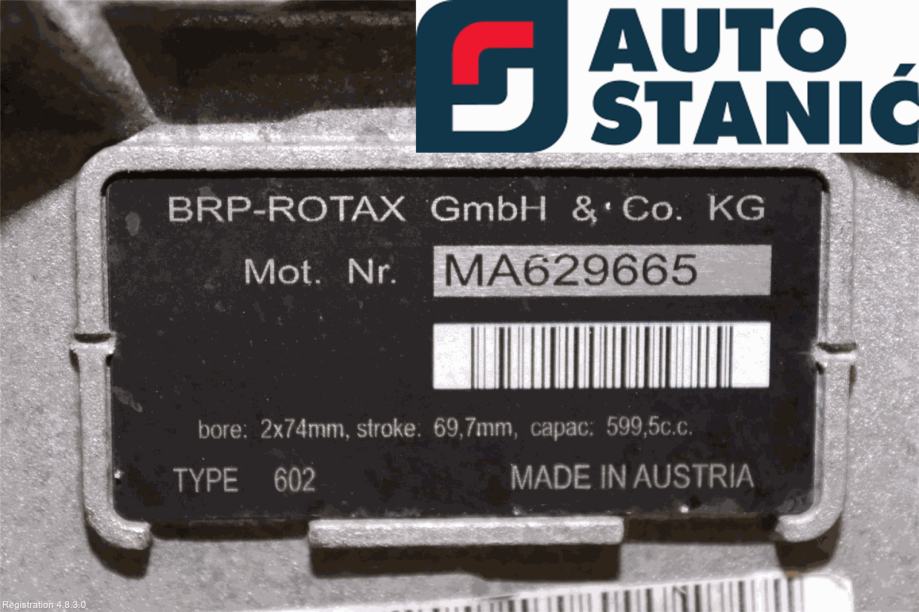 AUTO
STANIĆ
BRP-ROTAX GmbH & Co. KG
Mot. Nr. MA629665
bore: 2x74mm, stroke: 69,7mm, capac: 599,5c.c.
TYPE 602 MADE IN AUSTRIA
Registration 4.8.3.0